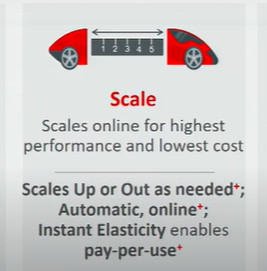 1 2 3 4 5
Scale
Scales online for highest
performance and lowest cost
Scales Up or Out as needed+;
Automatic, online+;
Instant Elasticity enables
pay-per-use+